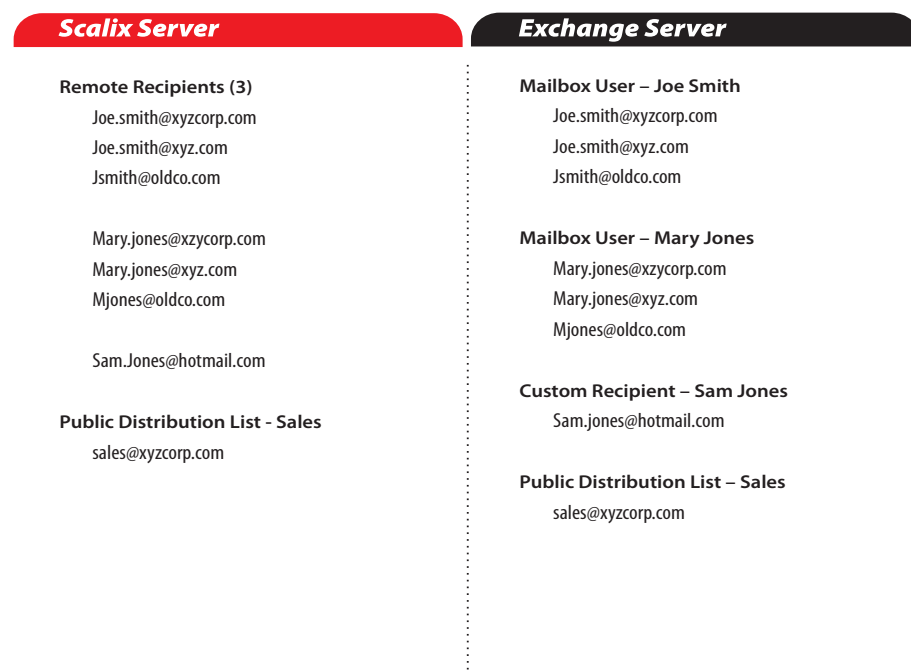 Scalix Server
Remote Recipients (3)
Joe.smith@xyzcorp.com
Joe.smith@xyz.com
Jsmith@oldco.com
Mary.jones@xzycorp.com
Mary.jones@xyz.com
Mjones@oldco.com
Sam.Jones@hotmail.com
Public Distribution List - Sales
sales@xyzcorp.com
Exchange Server
Mailbox User – Joe Smith
Joe.smith@xyzcorp.com
Joe.smith@xyz.com
Jsmith@oldco.com
Mailbox User – Mary Jones
Mary.jones@xzycorp.com
Mary.jones@xyz.com
Mjones@oldco.com
Custom Recipient – Sam Jones
Sam.jones@hotmail.com
Public Distribution List – Sales
sales@xyzcorp.com